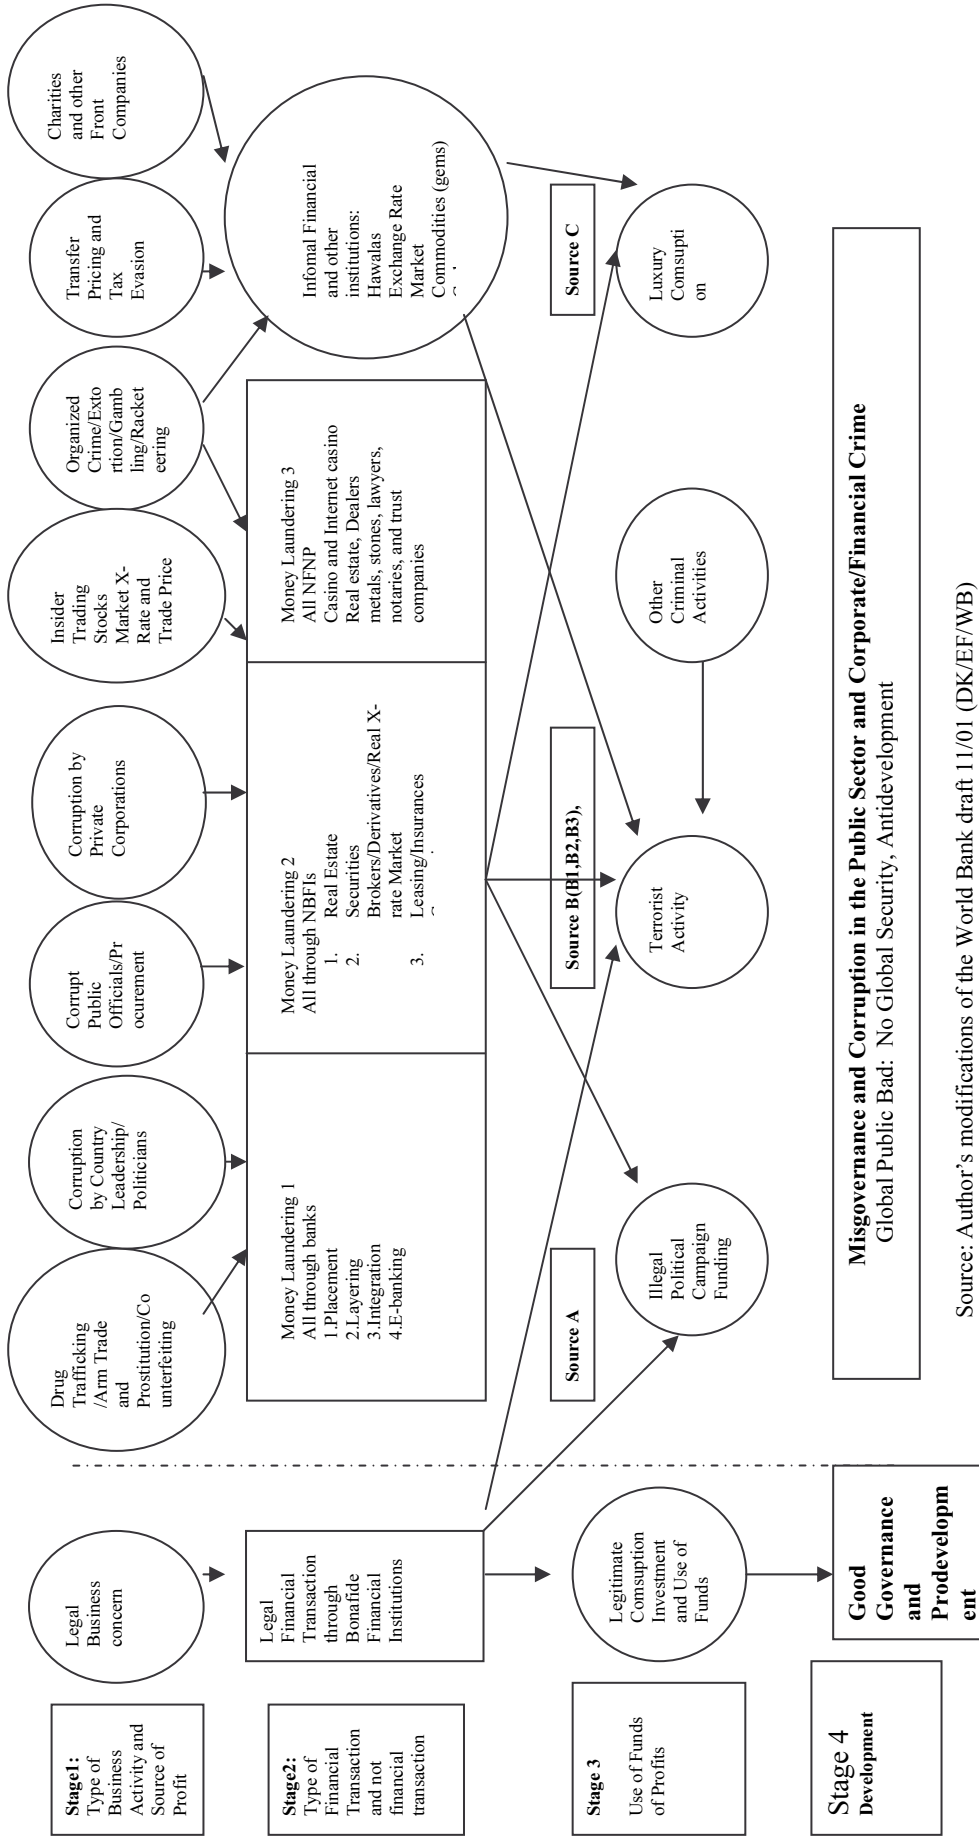 Stage1:
Type of
Business
Activity and
Source of
Profit
Legal
Business
concern
Drug
Trafficking
/Arm Trade
and
Prostitution/Co
unterfeiting
Corruption
by Country
Leadership/
Politicians
Corrupt
Public
Officials/Pr
ocurement
Corruption by
Private
Corporations
Insider
Trading
Stocks
Market X-
Rate and
Trade Price
Organized
Crime/Exto
rtion/Gamb
ling/Racket
eering
Transfer
Pricing and
Tax
Evasion
Charities
and other
Front
Companies
Stage2:
Type of
Financial
Transaction
and not
financial
transaction
Legal
Financial
Transaction
through
Bonafide
Financial
Institutions
Money Laundering 1
All through banks
1.Placement
2.Layering
3.Integration
4.E-banking
Money Laundering 2
All through NBFIs
1. Real Estate
2. Securities
Brokers/Derivatives/Real X-
rate Market
3. Leasing/Insurances
Money Laundering 3
All NFNP
Casino and Internet casino
Real estate, Dealers
metals, stones, lawyers,
notaries, and trust
companies
Infomal Financial
and other
institutions:
Hawalas
Exchange Rate
Market
Commodities (gems)
Source A
Source B(B1,B2,B3),
Source C
Stage 3
Use of Funds
of Profits
Legitimate
Comsuption
Investment
and Use of
Funds
Illegal
Political
Campaign
Funding
Terrorist
Activity
Other
Criminal
Activities
Luxury
Comsupti
on
Stage 4
Development
Good
Governance
and
Prodevelopm
ent
Misgovernance and Corruption in the Public Sector and Corporate/Financial Crime
Global Public Bad: No Global Security, Antidevelopment
Source: Author's modifications of the World Bank draft 11/01 (DK/EF/WB)